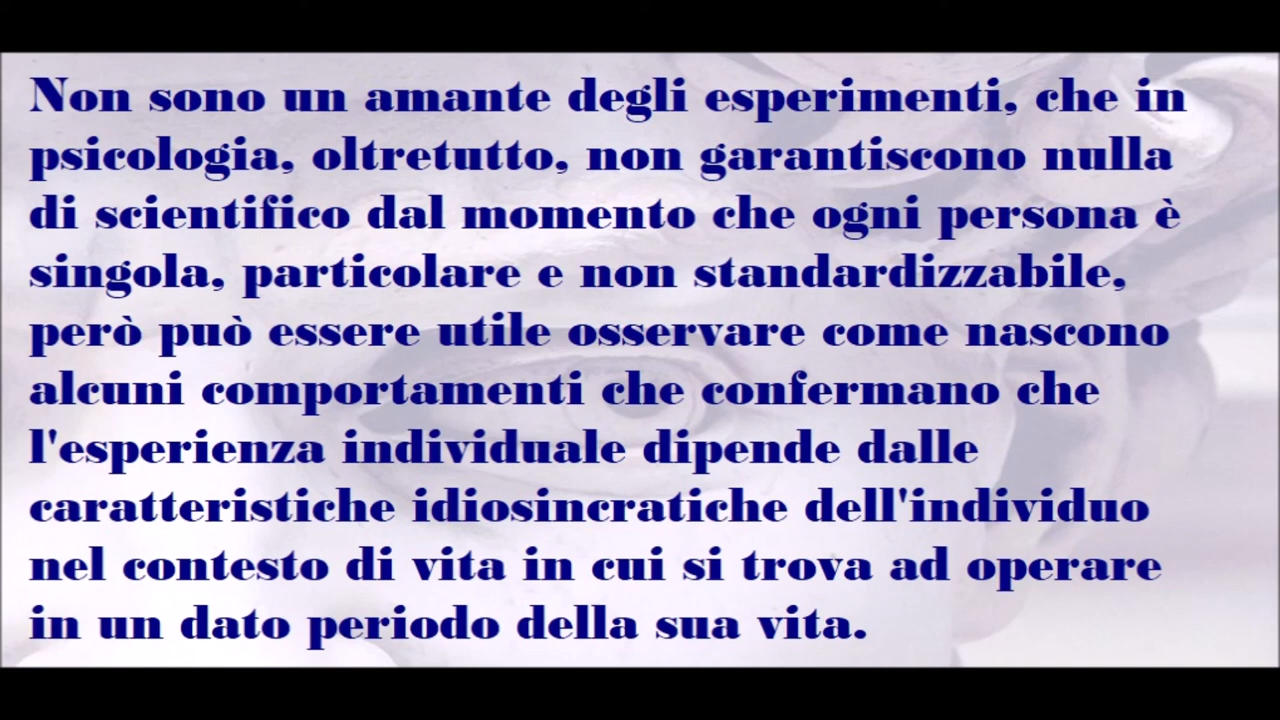 Non sono un amante degli esperimenti, che in
psicologia, oltretutto, non garantiscono nulla
di scientifico dal momento che ogni persona è
singola, particolare e non standardizzabile,
però può essere utile osservare come nascono
alcuni comportamenti che confermano che
l'esperienza individuale dipende dalle
caratteristiche idiosincratiche dell'individuo
nel contesto di vita in cui si trova ad operare
in un dato periodo della sua vita.